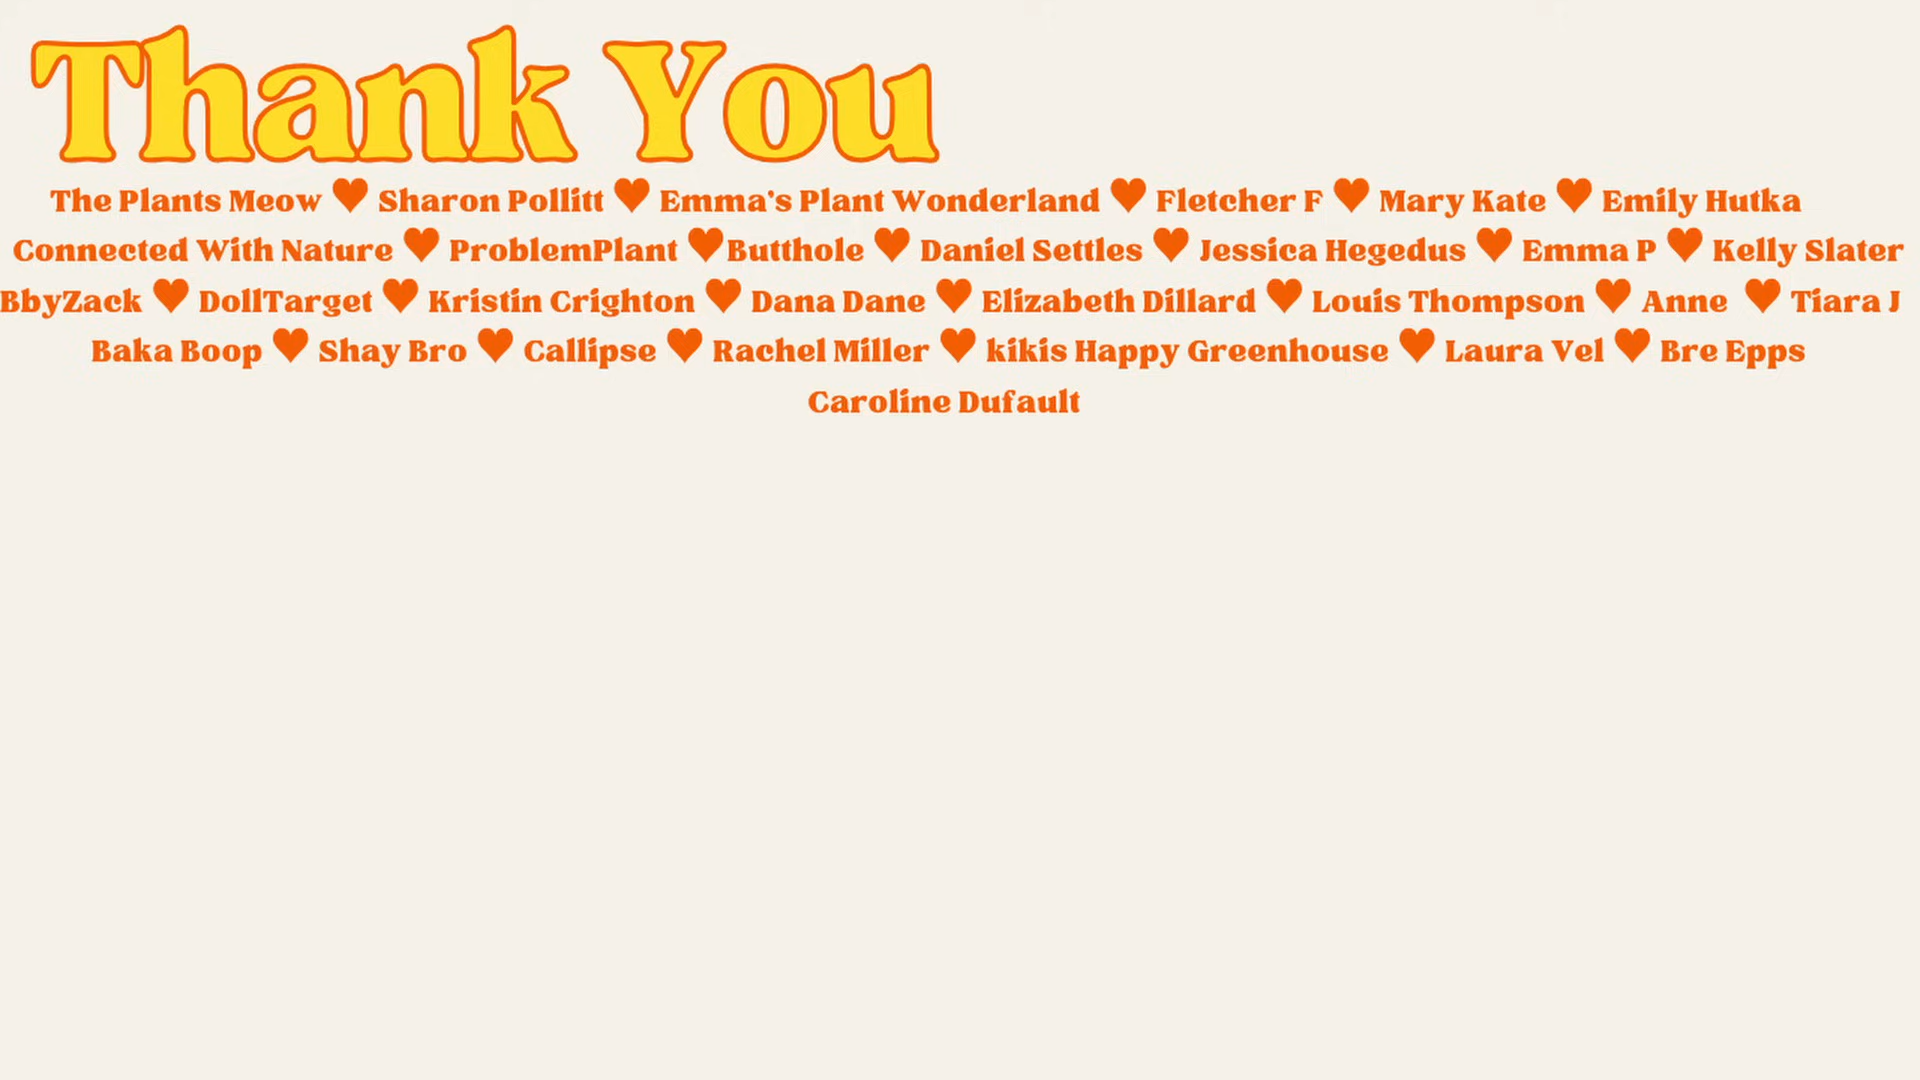 Thank You
The Plants Meow ♥ Sharon Pollitt ♥ Emma's Plant Wonderland ♥ Fletcher F ♥ Mary Kate ♥ Emily Hutka
Connected With Nature ♥ ProblemPlant ♥Butthole ♥ Daniel Settles ♥ Jessica Hegedus ♥ Emma P ♥ Kelly Slater
BbyZack ♥ DollTarget ♥ Kristin Crighton ♥ Dana Dane ♥ Elizabeth Dillard ♥ Louis Thompson ♥ Anne ♥ Tiara J
Baka Boop ♥ Shay Bro ♥ Callipse ♥ Rachel Miller ♥ kikis Happy Greenhouse ♥ Laura Vel ♥ Bre Epps
Caroline Dufault